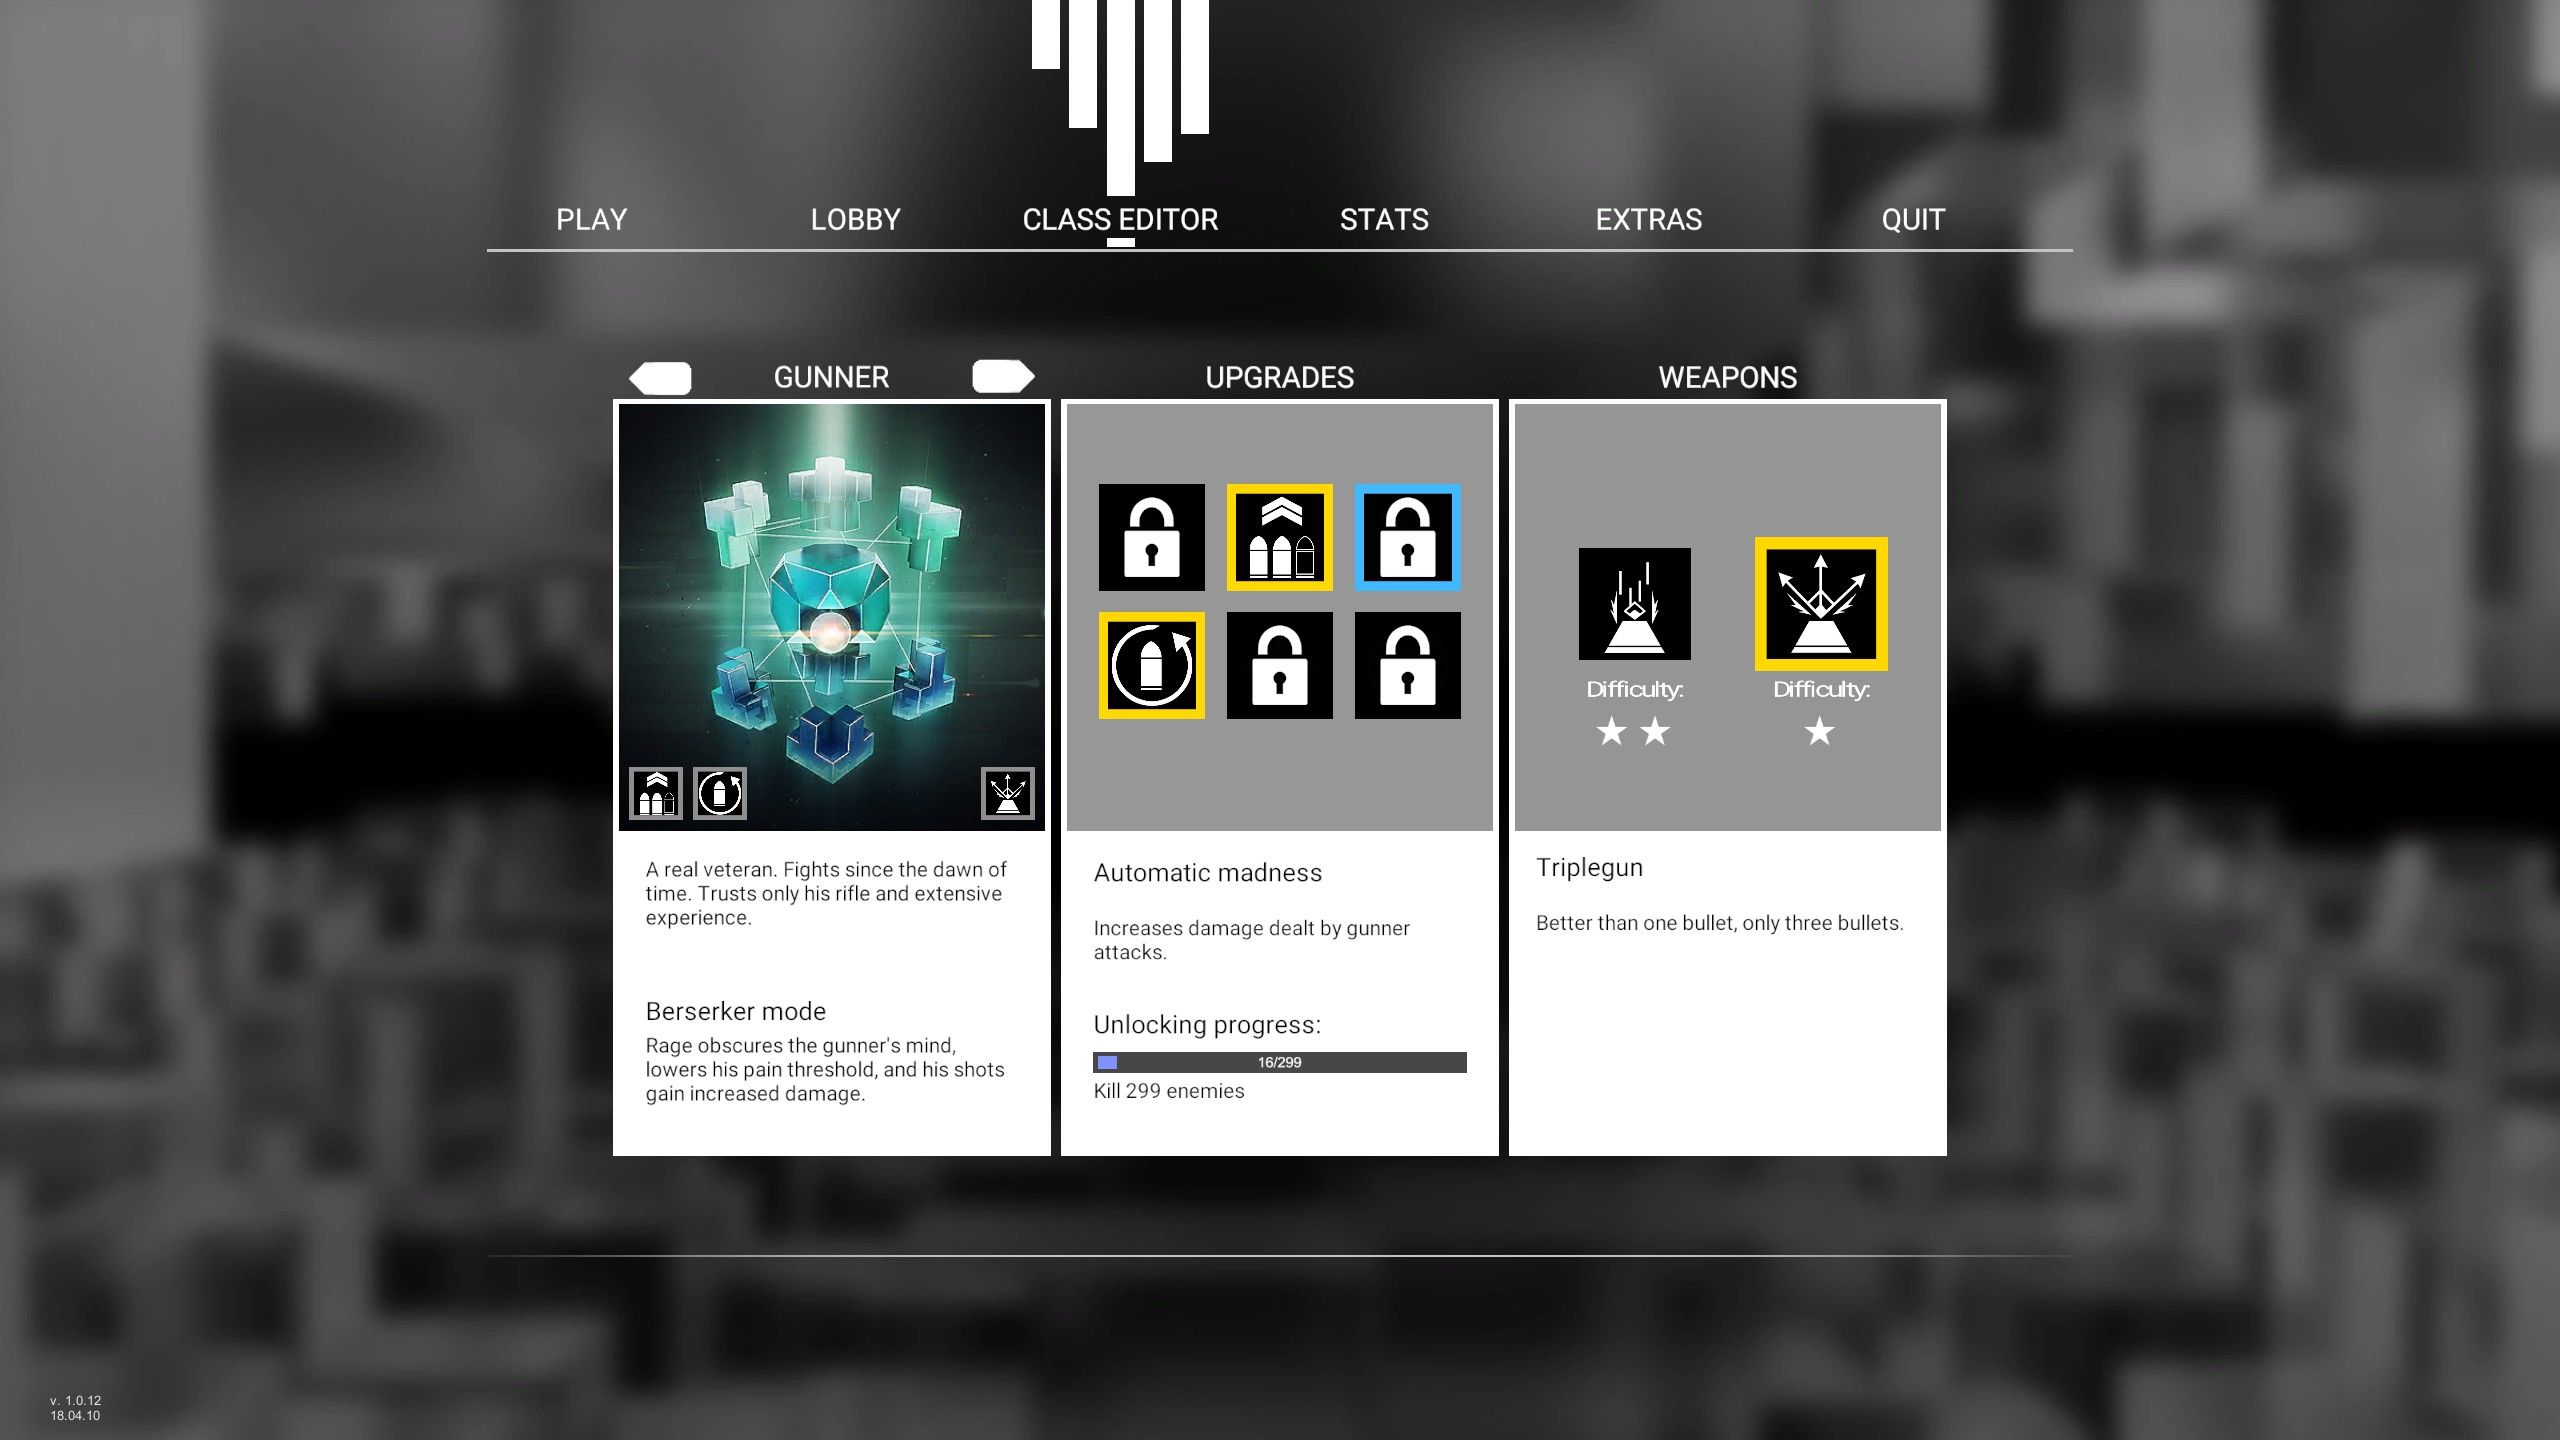 PLAY LOBBY CLASS EDITOR STATS EXTRAS QUIT
GUNNER
A real veteran. Fights since the dawn of
time. Trusts only his rifle and extensive
experience.
Berserker mode
Rage obscures the gunner's mind,
lowers his pain threshold, and his shots
gain increased damage.
UPGRADES
Automatic madness
Increases damage dealt by gunner
attacks.
Unlocking progress:
16/299
Kill 299 enemies
WEAPONS
Difficulty: Difficulty:
Triplegun
Better than one bullet, only three bullets.
v. 1.0.12
18.04.10